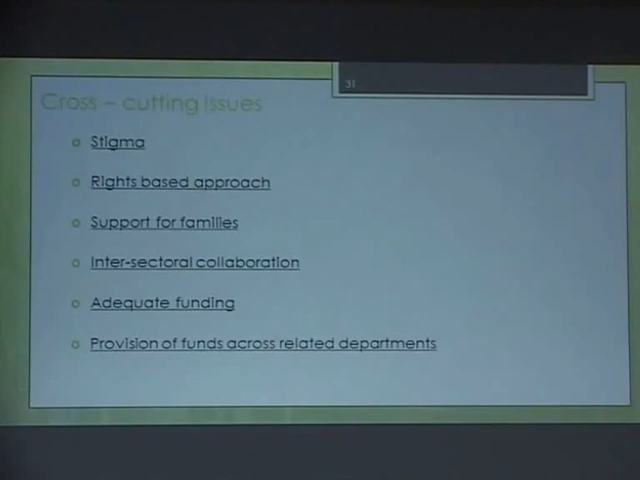 31
Cross – cutting issues
Stigma
Rights based approach
Support for families
Inter-sectoral collaboration
Adequate funding
Provision of funds across related departments